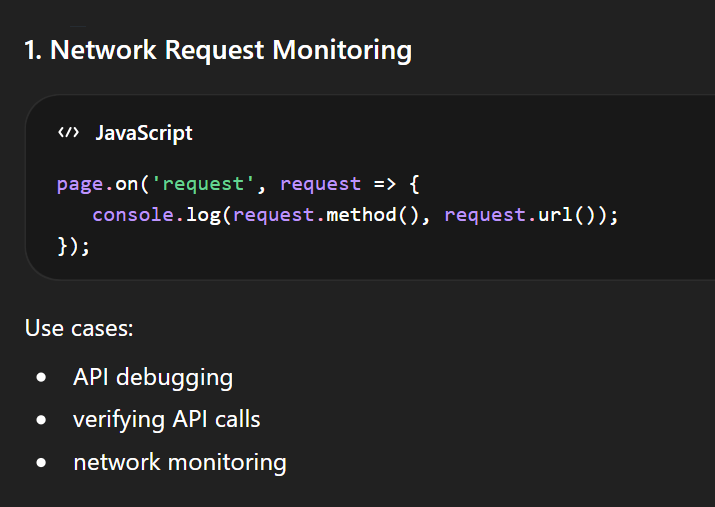 1. Network Request Monitoring
</> JavaScript
page.on('request', request => {
   console.log(request.method(), request.url());
});
Use cases:
• API debugging
• verifying API calls
• network monitoring